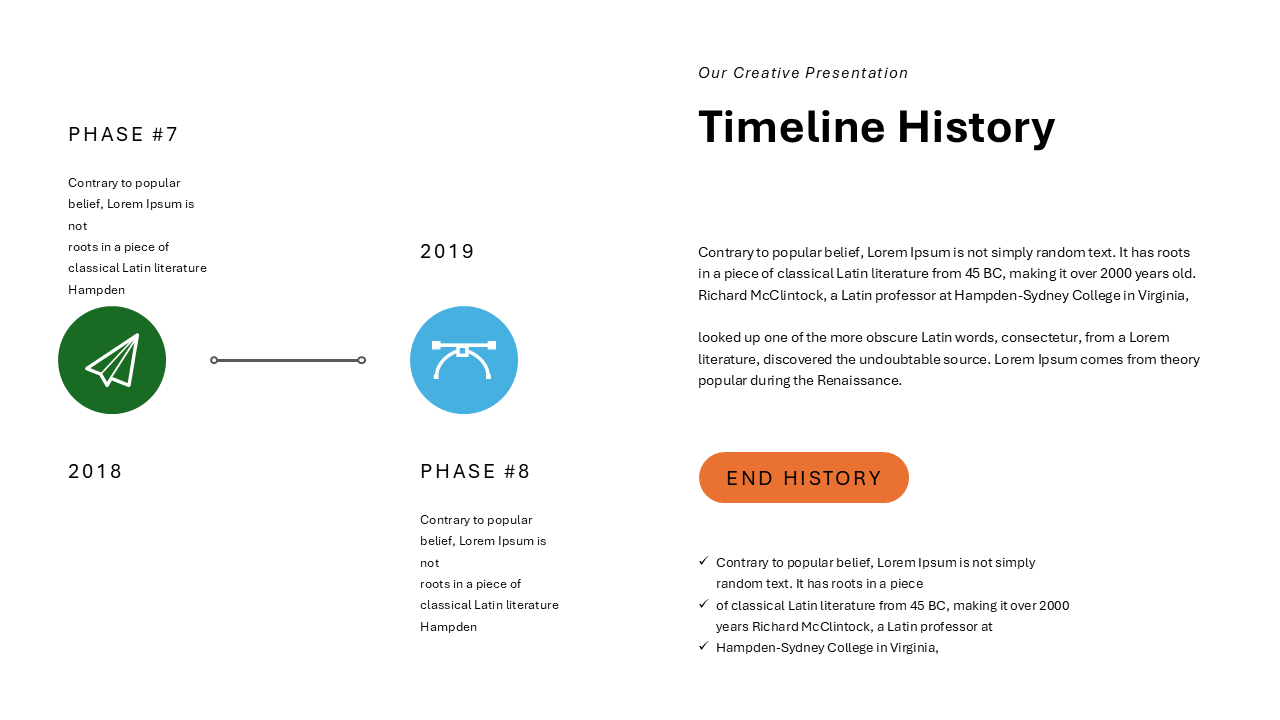 PHASE #7
Contrary to popular
belief, Lorem Ipsum is
not
roots in a piece of
classical Latin literature
Hampden
2018
2019
PHASE #8
Contrary to popular
belief, Lorem Ipsum is
not
roots in a piece of
classical Latin literature
Hampden
Our Creative Presentation
Timeline History
Contrary to popular belief, Lorem Ipsum is not simply random text. It has roots
in a piece of classical Latin literature from 45 BC, making it over 2000 years old.
Richard McClintock, a Latin professor at Hampden-Sydney College in Virginia,
looked up one of the more obscure Latin words, consectetur, from a Lorem
literature, discovered the undoubtable source. Lorem Ipsum comes from theory
popular during the Renaissance.
END HISTORY
✓ Contrary to popular belief, Lorem Ipsum is not simply
random text. It has roots in a piece
✓ of classical Latin literature from 45 BC, making it over 2000
years Richard McClintock, a Latin professor at
✓ Hampden-Sydney College in Virginia,